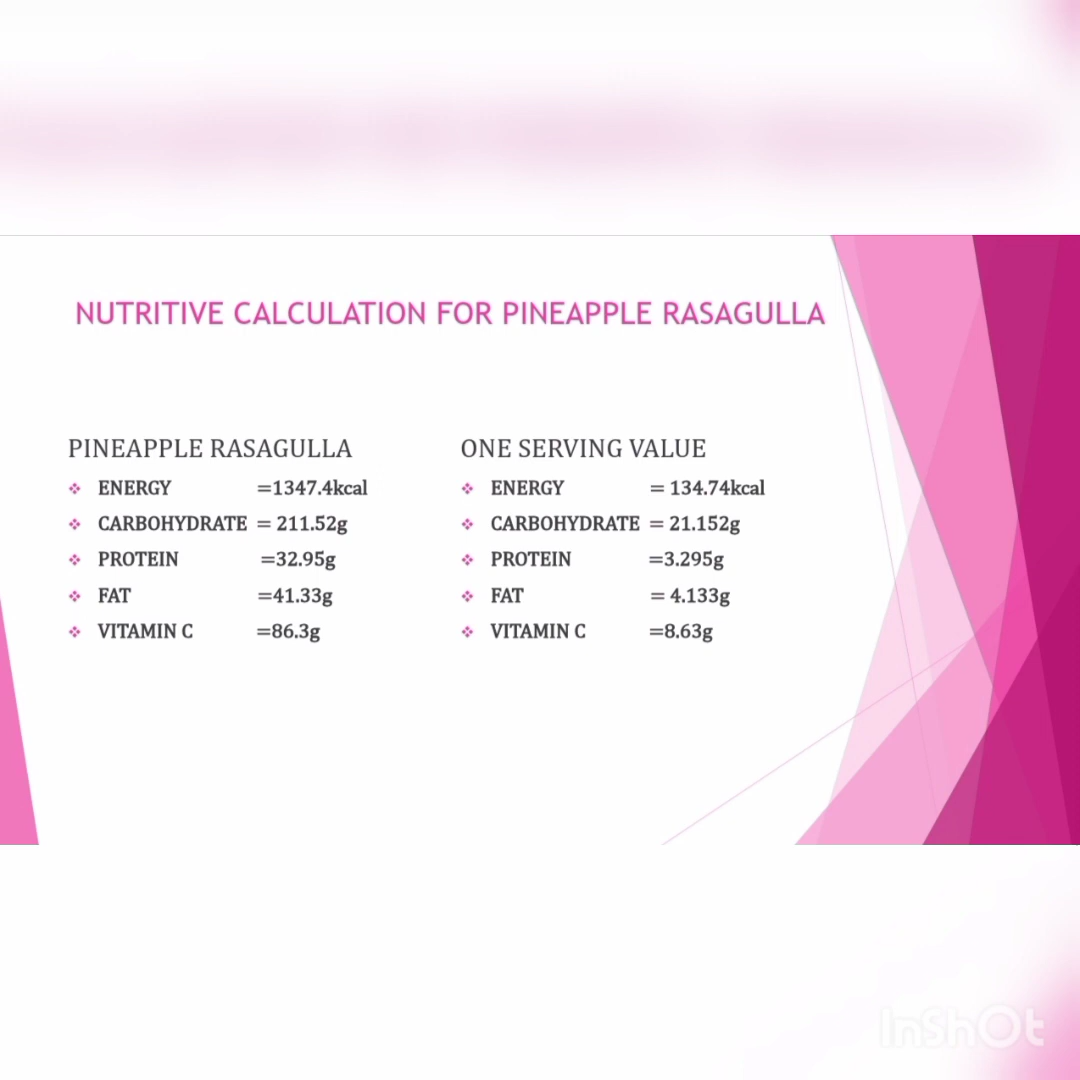 NUTRITIVE CALCULATION FOR PINEAPPLE RASAGULLA
PINEAPPLE RASAGULLA
ENERGY =1347.4kcal
CARBOHYDRATE = 211.52g
PROTEIN =32.95g
FAT =41.33g
VITAMIN C =86.3g
ONE SERVING VALUE
ENERGY = 134.74kcal
CARBOHYDRATE = 21.152g
PROTEIN =3.295g
FAT = 4.133g
VITAMIN C =8.63g
InShOt